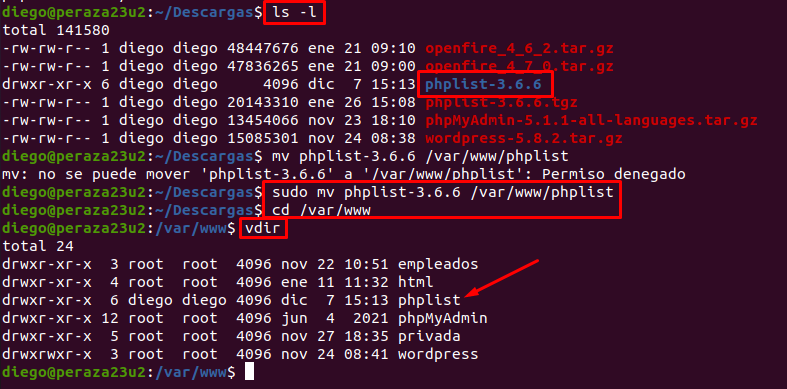 diego@peraza23u2:~/Descargas$ ls -l
total 141580
-rw-rw-r-- 1 diego diego 48447676 ene 21 09:10 openfire_4_6_2.tar.gz
-rw-rw-r-- 1 diego diego 47836265 ene 21 09:00 openfire_4_7_0.tar.gz
drwxr-xr-x 6 diego diego 4096 dic 7 15:13 phplist-3.6.6
-rw-rw-r-- 1 diego diego 20143310 ene 26 15:08 phplist-3.6.6.tgz
-rw-rw-r-- 1 diego diego 13454066 nov 23 18:10 phpMyAdmin-5.1.1-all-languages.tar.gz
-rw-rw-r-- 1 diego diego 15085301 nov 24 08:38 wordpress-5.8.2.tar.gz
diego@peraza23u2:~/Descargas$ mv phplist-3.6.6 /var/www/phplist
mv: no se puede mover 'phplist-3.6.6' a '/var/www/phplist': Permiso denegado
diego@peraza23u2:~/Descargas$ sudo mv phplist-3.6.6 /var/www/phplist
diego@peraza23u2:~/Descargas$ cd /var/www
diego@peraza23u2:/var/www$ vdir
total 24
drwxr-xr-x 3 root root 4096 nov 22 10:51 empleados
drwxr-xr-x 4 root root 4096 ene 11 11:32 html
drwxr-xr-x 6 diego diego 4096 dic 7 15:13 phplist
drwxr-xr-x 12 root root 4096 jun 4 2021 phpMyAdmin
drwxr-xr-x 5 root root 4096 nov 27 18:35 privada
drwxrwxr-x 3 root root 4096 nov 24 08:41 wordpress
diego@peraza23u2:/var/www$